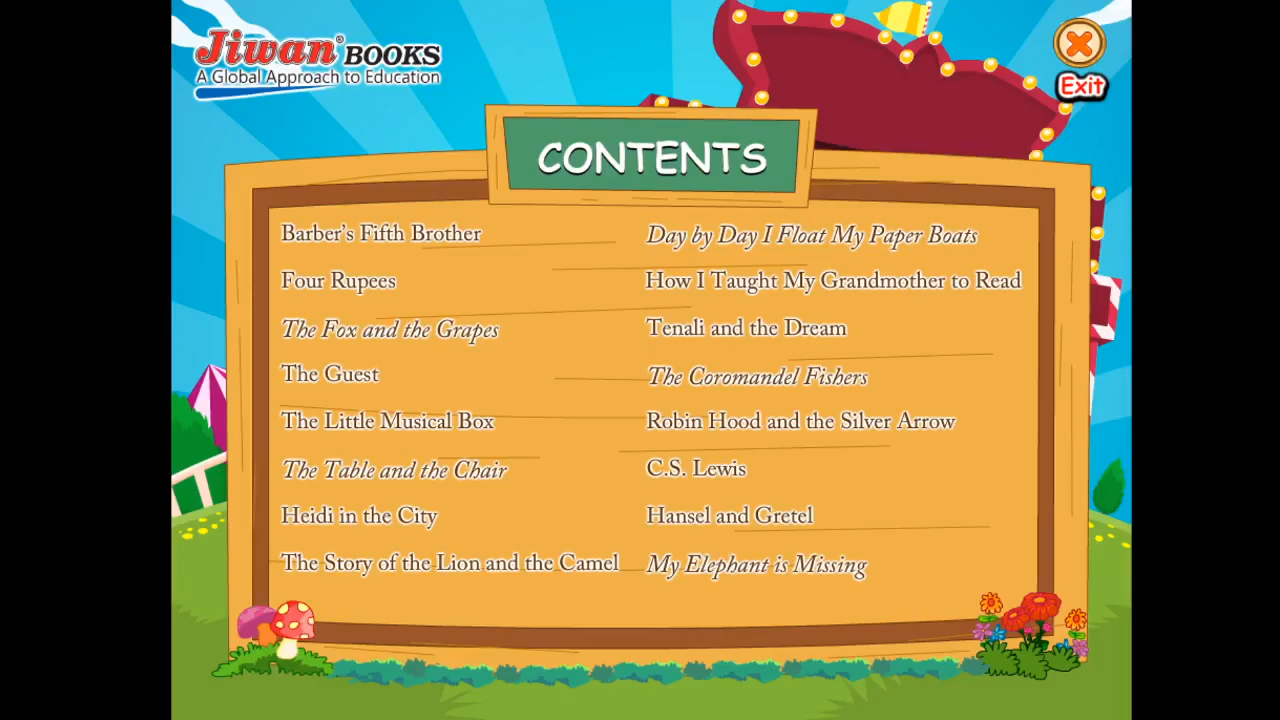 Jiwan® BOOKS
A Global Approach to Education
Exit
CONTENTS
Barber's Fifth Brother
Four Rupees
The Fox and the Grapes
The Guest
The Little Musical Box
The Table and the Chair
Heidi in the City
The Story of the Lion and the Camel
Day by Day I Float My Paper Boats
How I Taught My Grandmother to Read
Tenali and the Dream
The Coromandel Fishers
Robin Hood and the Silver Arrow
C.S. Lewis
Hansel and Gretel
My Elephant is Missing